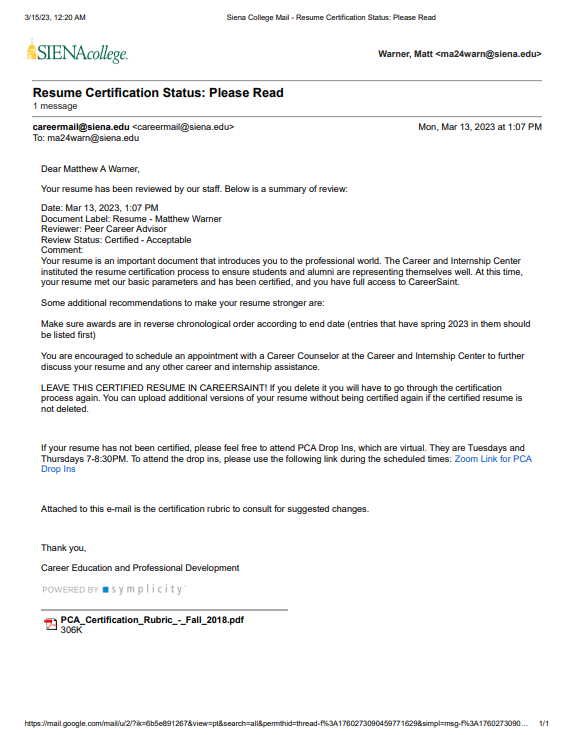 3/15/23, 12:20 AM Siena College Mail - Resume Certification Status: Please Read
SIENAcollege. Warner, Matt <ma24warn@siena.edu>
Resume Certification Status: Please Read
1 message
careermail@siena.edu <careermail@siena.edu> Mon, Mar 13, 2023 at 1:07 PM
To: ma24warn@siena.edu
Dear Matthew A Warner,
Your resume has been reviewed by our staff. Below is a summary of review:
Date: Mar 13, 2023, 1:07 PM
Document Label: Resume - Matthew Warner
Reviewer: Peer Career Advisor
Review Status: Certified - Acceptable
Comment:
Your resume is an important document that introduces you to the professional world. The Career and Internship Center
instituted the resume certification process to ensure students and alumni are representing themselves well. At this time,
your resume met our basic parameters and has been certified, and you have full access to CareerSaint.
Some additional recommendations to make your resume stronger are:
Make sure awards are in reverse chronological order according to end date (entries that have spring 2023 in them should
be listed first)
You are encouraged to schedule an appointment with a Career Counselor at the Career and Internship Center to further
discuss your resume and any other career and internship assistance.
LEAVE THIS CERTIFIED RESUME IN CAREERSAINT! If you delete it you will have to go through the certification
process again. You can upload additional versions of your resume without being certified again if the certified resume is
not deleted.
If your resume has not been certified, please feel free to attend PCA Drop Ins, which are virtual. They are Tuesdays and
Thursdays 7-8:30PM. To attend the drop ins, please use the following link during the scheduled times: Zoom Link for PCA
Drop Ins
Attached to this e-mail is the certification rubric to consult for suggested changes.
Thank you,
Career Education and Professional Development
POWERED BY symplicity
PCA_Certification_Rubric_-_Fall_2018.pdf
306K
https://mail.google.com/mail/u/2/?ik=6b5e891267&view=pt&search=all&permthid=thread-f%3A1760273090459771629&simpl=msg-f%3A1760273090... 1/1